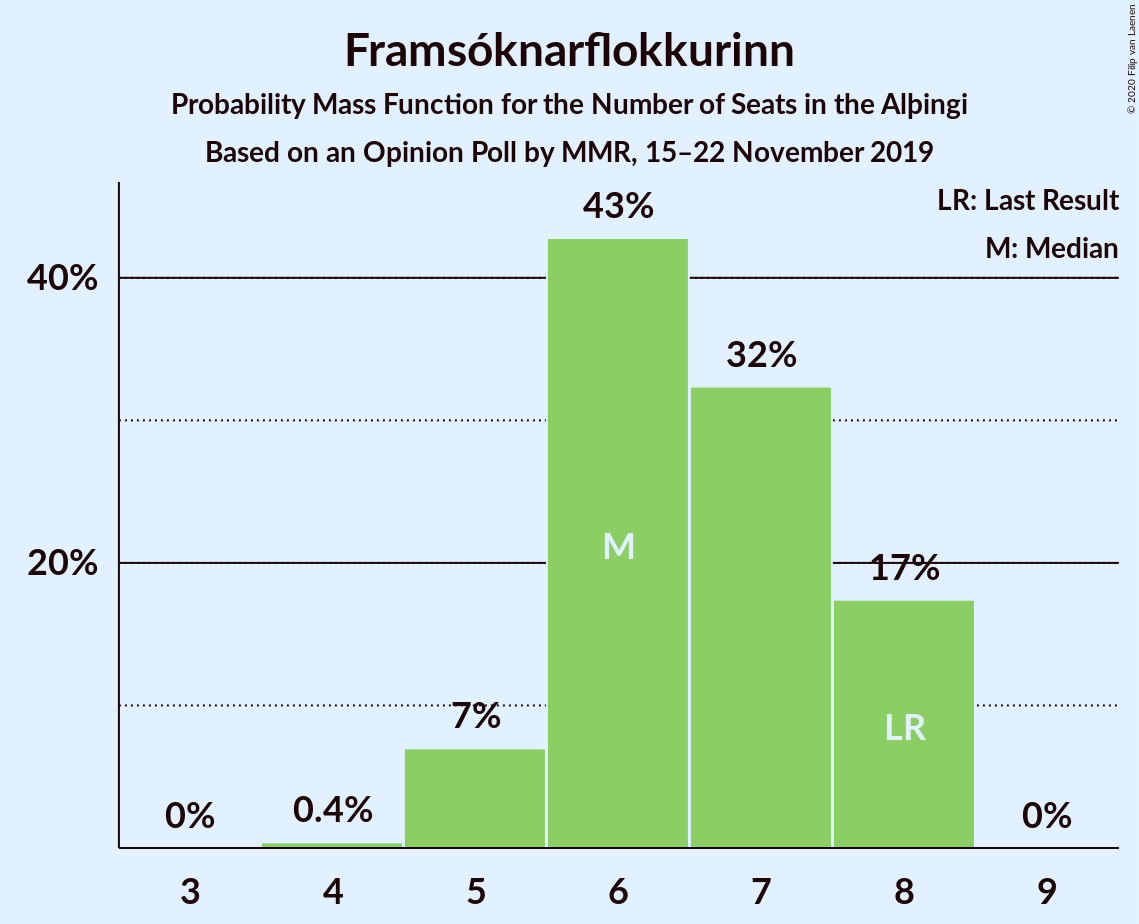 Framsóknarflokkurinn
Probability Mass Function for the Number of Seats in the Alþingi
Based on an Opinion Poll by MMR, 15–22 November 2019
© 2020 Filip van Laenen
LR: Last Result
M: Median
43%
40%
32%
M
20%
17%
7%
LR
0%
0.4%
0%
3 4 5 6 7 8 9